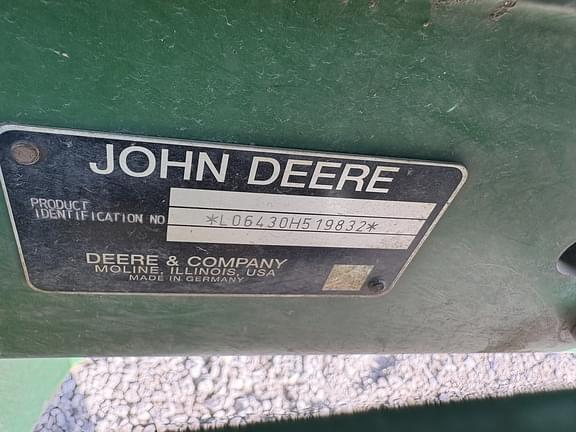 JOHN DEERE
PRODUCT
IDENTIFICATION NO
*L06430H519832*
DEERE & COMPANY
MOLINE, ILLINOIS, USA
MADE IN GERMANY